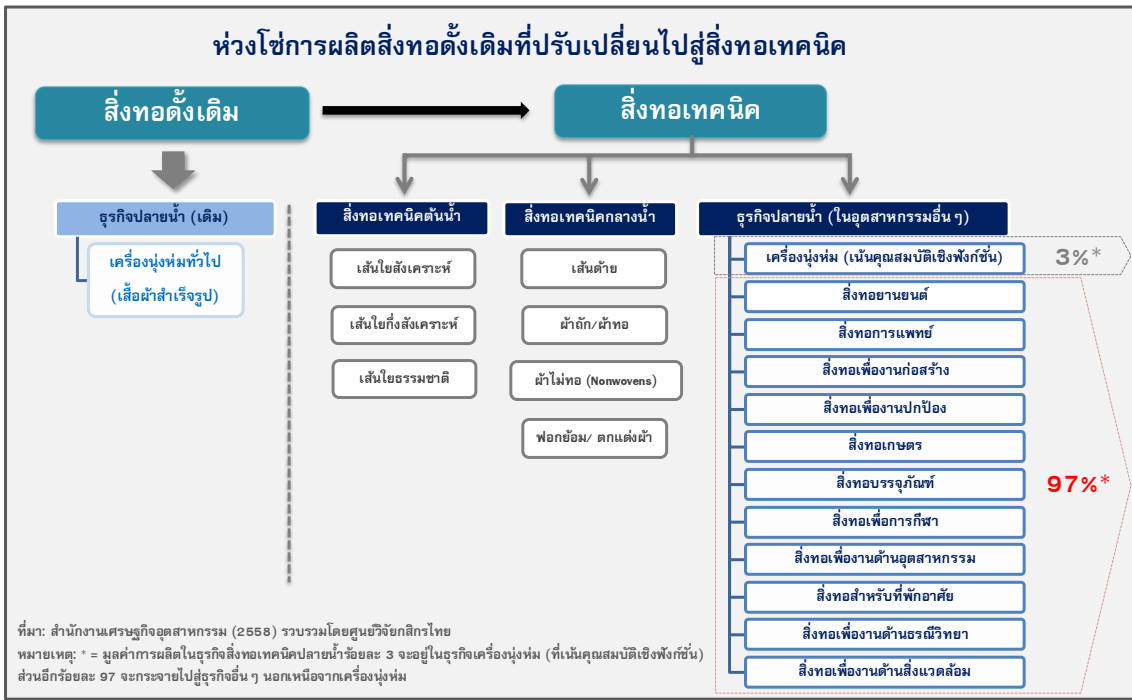 ห่วงโซ่การผลิตสิ่งทอดั้งเดิมที่ปรับเปลี่ยนไปสู่สิ่งทอเทคนิค
สิ่งทอดั้งเดิม
สิ่งทอเทคนิค
ธุรกิจปลายน้ำ (เดิม)
เครื่องนุ่งห่มทั่วไป
(เสื้อผ้าสำเร็จรูป)
สิ่งทอเทคนิคต้นน้ำ
เส้นใยสังเคราะห์
เส้นใยกึ่งสังเคราะห์
เส้นใยธรรมชาติ
สิ่งทอเทคนิคกลางน้ำ
เส้นด้าย
ผ้าถัก/ผ้าทอ
ผ้าไม่ทอ (Nonwovens)
ฟอกย้อม/ ตกแต่งผ้า
ธุรกิจปลายน้ำ (ในอุตสาหกรรมอื่น ๆ)
เครื่องนุ่งห่ม (เน้นคุณสมบัติเชิงฟังก์ชั่น)
3%*
สิ่งทอยานยนต์
สิ่งทอการแพทย์
สิ่งทอเพื่องานก่อสร้าง
สิ่งทอเพื่องานปกป้อง
สิ่งทอเกษตร
สิ่งทอบรรจุภัณฑ์
97%*
สิ่งทอเพื่อการกีฬา
สิ่งทอเพื่องานด้านอุตสาหกรรม
สิ่งทอสำหรับที่พักอาศัย
สิ่งทอเพื่องานด้านธรณีวิทยา
สิ่งทอเพื่องานด้านสิ่งแวดล้อม
ที่มา: สำนักงานเศรษฐกิจอุตสาหกรรม (2558) รวบรวมโดยศูนย์วิจัยกสิกรไทย
หมายเหตุ: * = มูลค่าการผลิตในธุรกิจสิ่งทอเทคนิคปลายน้ำร้อยละ 3 จะอยู่ในธุรกิจเครื่องนุ่งห่ม (ที่เน้นคุณสมบัติเชิงฟังก์ชั่น)
ส่วนอีกร้อยละ 97 จะกระจายไปสู่ธุรกิจอื่น ๆ นอกเหนือจากเครื่องนุ่งห่ม